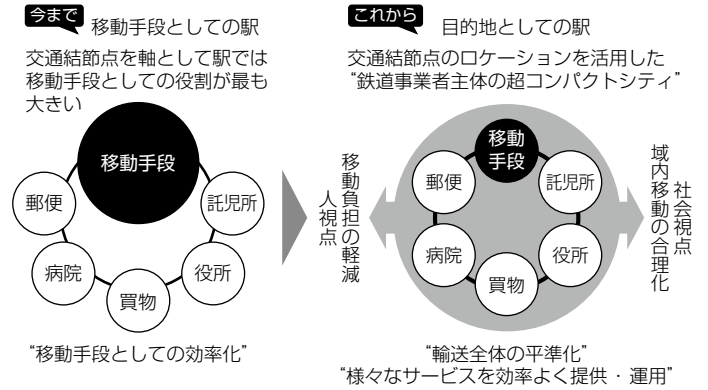 今まで
移動手段としての駅
交通結節点を軸として駅では
移動手段としての役割が最も
大きい
移動手段
郵便
託児所
病院
役所
買物
“移動手段としての効率化”
これから
目的地としての駅
交通結節点のロケーションを活用した
“鉄道事業者主体の超コンパクトシティ”
人視点
移動負担の軽減
移動
手段
郵便
託児所
病院
役所
買物
社会視点
域内移動の合理化
“輸送全体の平準化”
“様々なサービスを効率よく提供・運用”